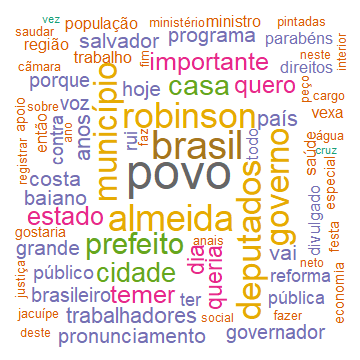 vez
ministério
ministro
pintadas
saudar
população
parabéns
região
salvador
programa
cãmara
trabalho
fim
neste
interior
porque
importante
direitos
hoje
casa
quero
peço
cargo
município
voz
rui
faz
robinson
país
vexa
apoio
então
sobre
contra
ano
anos
brasil
todo
governo
saúde
água
cruz
registrar
costa
povo
deputados
especial
baiano
estado
almeida
divulgado
festa
gostaria
anais
grande
prefeito
dia
queria
vai
neto
justiça
público
cidade
reforma
economia
brasileiro
temer
ter
pública
jacuípe
trabalhadores
social
fazer
deste
pronunciamento
governador